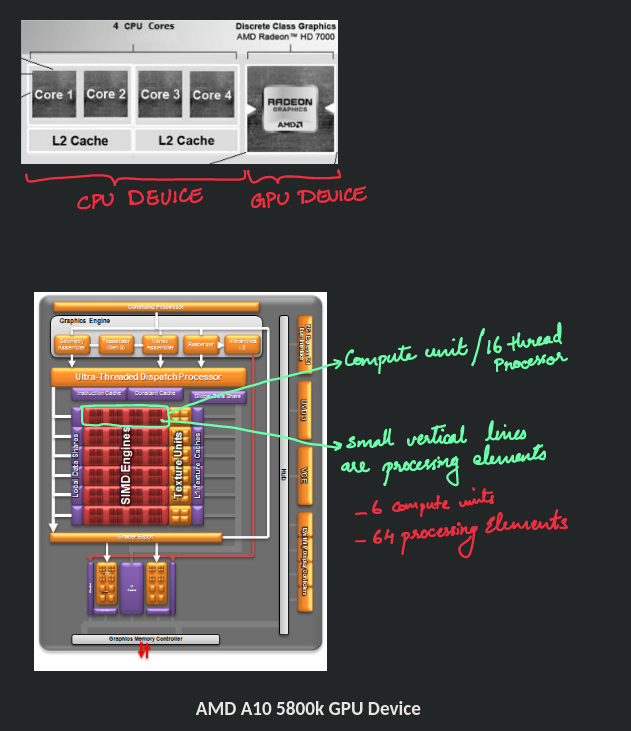 4 CPU Cores
Discrete Class Graphics
AMD Radeon™ HD 7000
Core 1
Core 2
Core 3
Core 4
RADEON
GRAPHICS
AMD
L2 Cache
L2 Cache
CPU DEVICE
GPU DEVICE
Command Processor
Graphics Engine
Geometry
Assembler
Tessellator
Vertex
Assembler
Hierarchical
Z
Ultra-Threaded Dispatch Processor
Instruction Cache
Constant Cache
Global Data Share
Local Data Shares
SIMD Engines
Texture Units
L1 Texture Caches
Shader Export
HUB
UVD
VCE
Graphics Memory Controller
Compute unit / 16 thread
Processor
Small vertical lines
are processing elements
- 6 compute units
- 64 processing Elements
AMD A10 5800k GPU Device